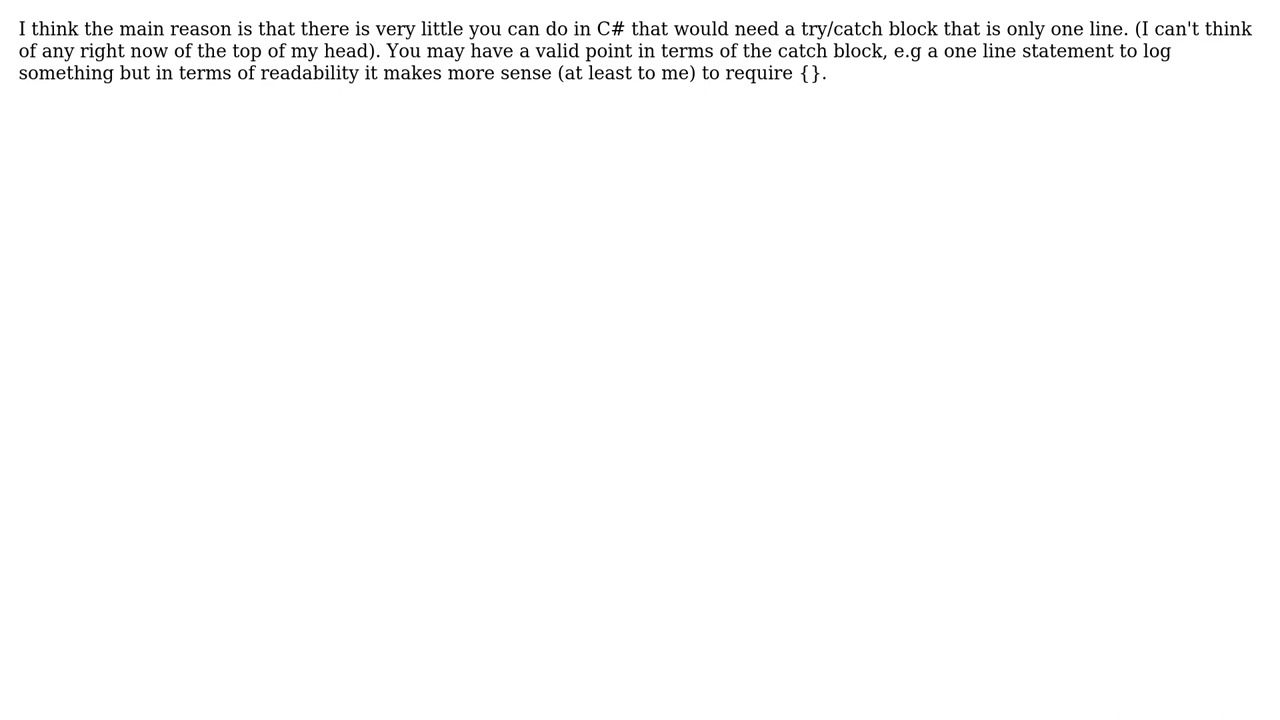 I think the main reason is that there is very little you can do in C# that would need a try/catch block that is only one line. (I can't think
of any right now of the top of my head). You may have a valid point in terms of the catch block, e.g a one line statement to log
something but in terms of readability it makes more sense (at least to me) to require {}.